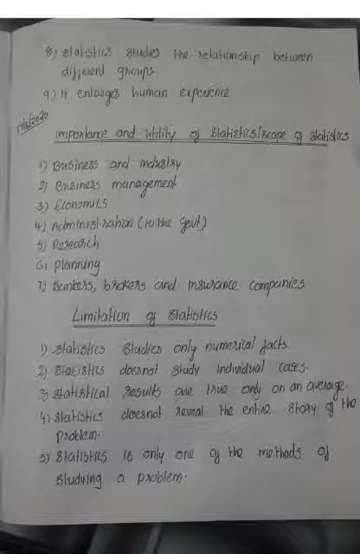 8) Statistics studies the relationship between
different groups
9) It enlarges human experience
Importance and utility of statistics/scope of statistics
1) Business and industry
2) Business management
3) Economics
4) Administration (to the govt)
5) Research
6) planning
7) Bankers, brokers and Insurance companies
Limitation of Statistics
1) Statistics studies only numerical facts.
2) Statistics doesnot study individual cases.
3) Statistical Results are true only on an average.
4) Statistics doesnot reveal the entire story of the
problem.
5) Statistics is only one of the methods of
studying a problem.